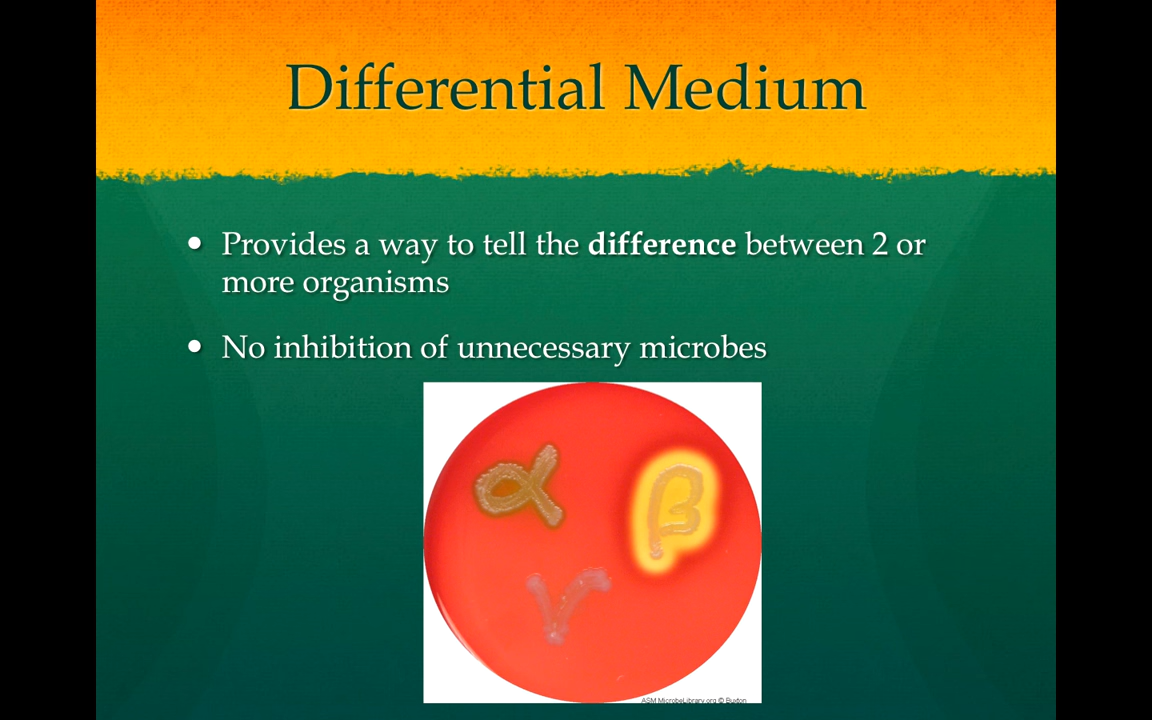 Differential Medium
• Provides a way to tell the difference between 2 or
more organisms
• No inhibition of unnecessary microbes
α
β
γ
ASM MicrobeLibrary.org © Buxton